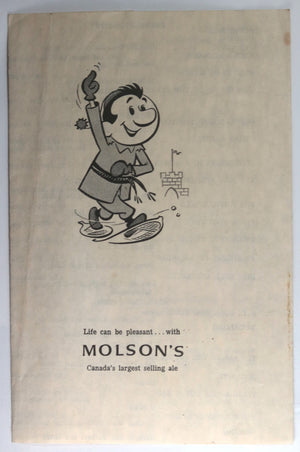 Life can be pleasant...with
MOLSON'S
Canada's largest selling ale